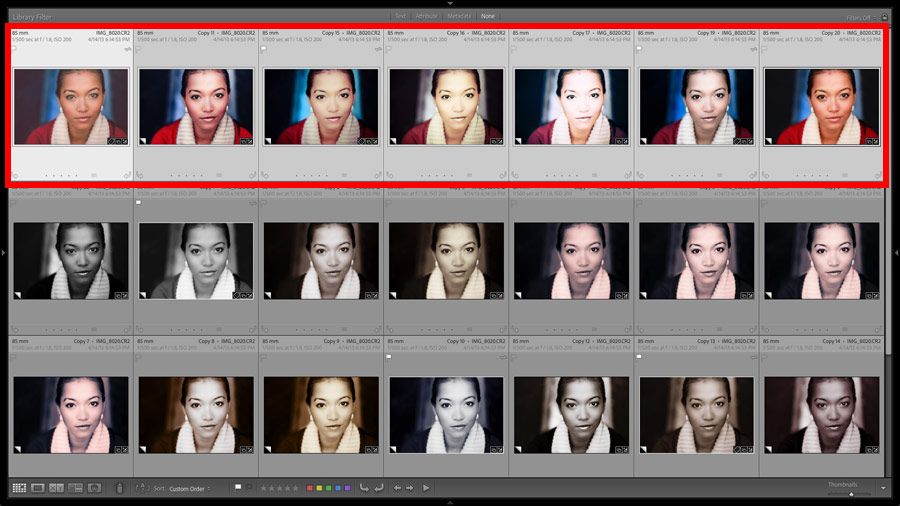 Library Filter Text Attribute Metadata None Filters Off
85 mm IMG_8020.CR2
1/500 sec at f / 1.8, ISO 200 4/14/13 6:14:53 PM
85 mm Copy 11 • IMG_8020.CR2
1/500 sec at f / 1.8, ISO 200 4/14/13 6:14:53 PM
85 mm Copy 15 • IMG_8020.CR2
1/500 sec at f / 1.8, ISO 200 4/14/13 6:14:53 PM
85 mm Copy 16 • IMG_8020.CR2
1/500 sec at f / 1.8, ISO 200 4/14/13 6:14:53 PM
85 mm Copy 17 • IMG_8020.CR2
1/500 sec at f / 1.8, ISO 200 4/14/13 6:14:53 PM
85 mm Copy 19 • IMG_8020.CR2
1/500 sec at f / 1.8, ISO 200 4/14/13 6:14:53 PM
85 mm Copy 20 • IMG_8020.CR2
1/500 sec at f / 1.8, ISO 200 4/14/13 6:14:53 PM
85 mm Copy 7 • IMG_8020.CR2
1/500 sec at f / 1.8, ISO 200 4/14/13 6:14:53 PM
85 mm Copy 8 • IMG_8020.CR2
1/500 sec at f / 1.8, ISO 200 4/14/13 6:14:53 PM
85 mm Copy 9 • IMG_8020.CR2
1/500 sec at f / 1.8, ISO 200 4/14/13 6:14:53 PM
85 mm Copy 10 • IMG_8020.CR2
1/500 sec at f / 1.8, ISO 200 4/14/13 6:14:53 PM
85 mm Copy 12 • IMG_8020.CR2
1/500 sec at f / 1.8, ISO 200 4/14/13 6:14:53 PM
85 mm Copy 13 • IMG_8020.CR2
1/500 sec at f / 1.8, ISO 200 4/14/13 6:14:53 PM
85 mm Copy 14 • IMG_8020.CR2
1/500 sec at f / 1.8, ISO 200 4/14/13 6:14:53 PM
Sort Custom Order Thumbnails